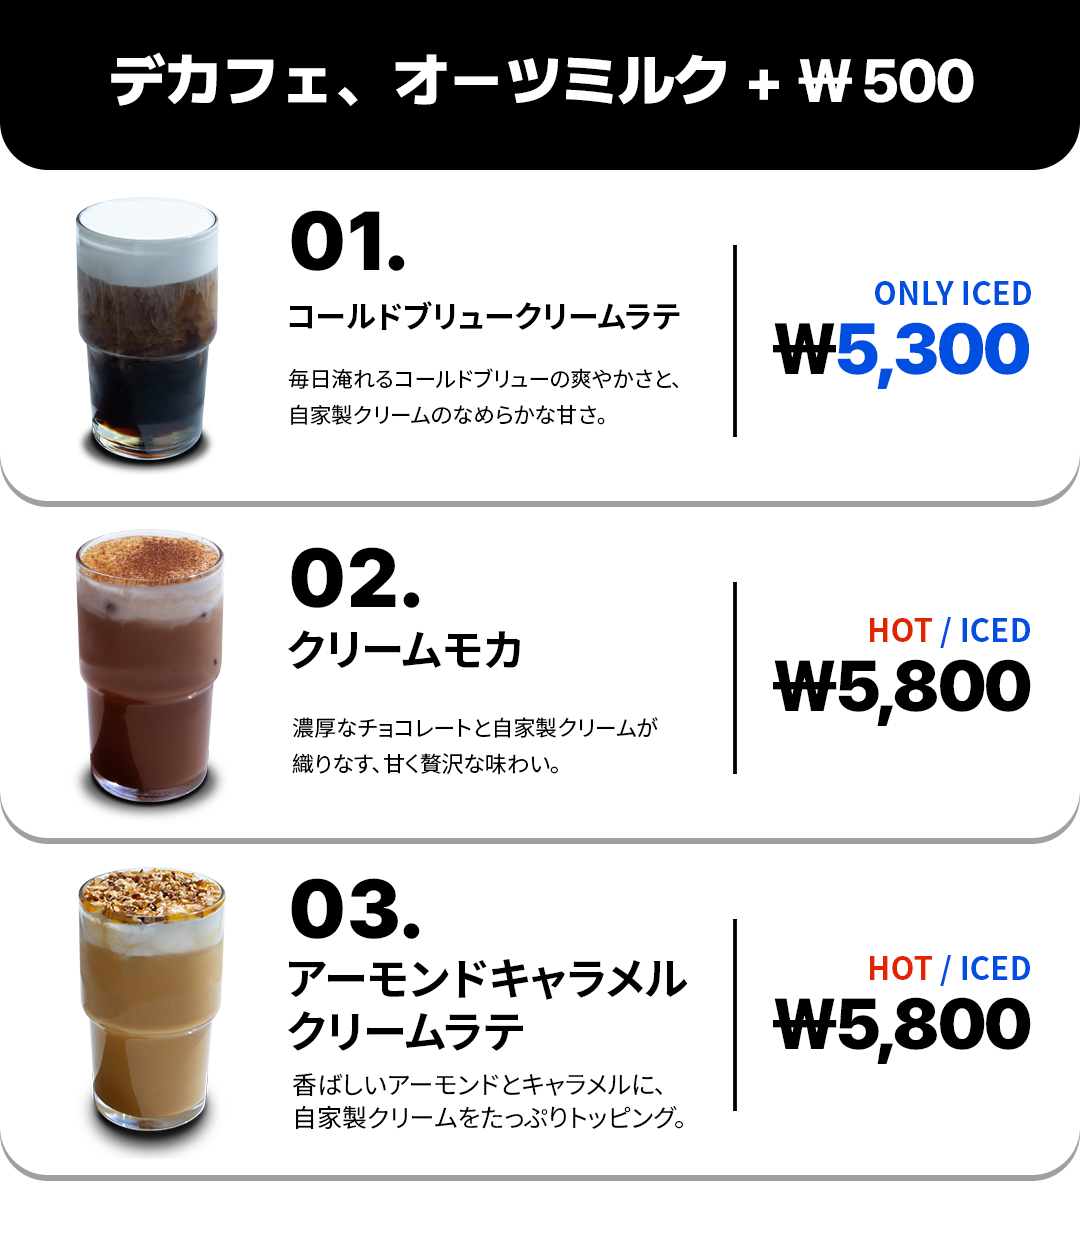 デカフェ、オーツミルク + ₩500
01.
コールドブリュークリームラテ
毎日淹れるコールドブリューの爽やかさと、
自家製クリームのなめらかな甘さ。
ONLY ICED
₩5,300
02.
クリームモカ
濃厚なチョコレートと自家製クリームが
織りなす、甘く贅沢な味わい。
HOT / ICED
₩5,800
03.
アーモンドキャラメル
クリームラテ
香ばしいアーモンドとキャラメルに、
自家製クリームをたっぷりトッピング。
HOT / ICED
₩5,800